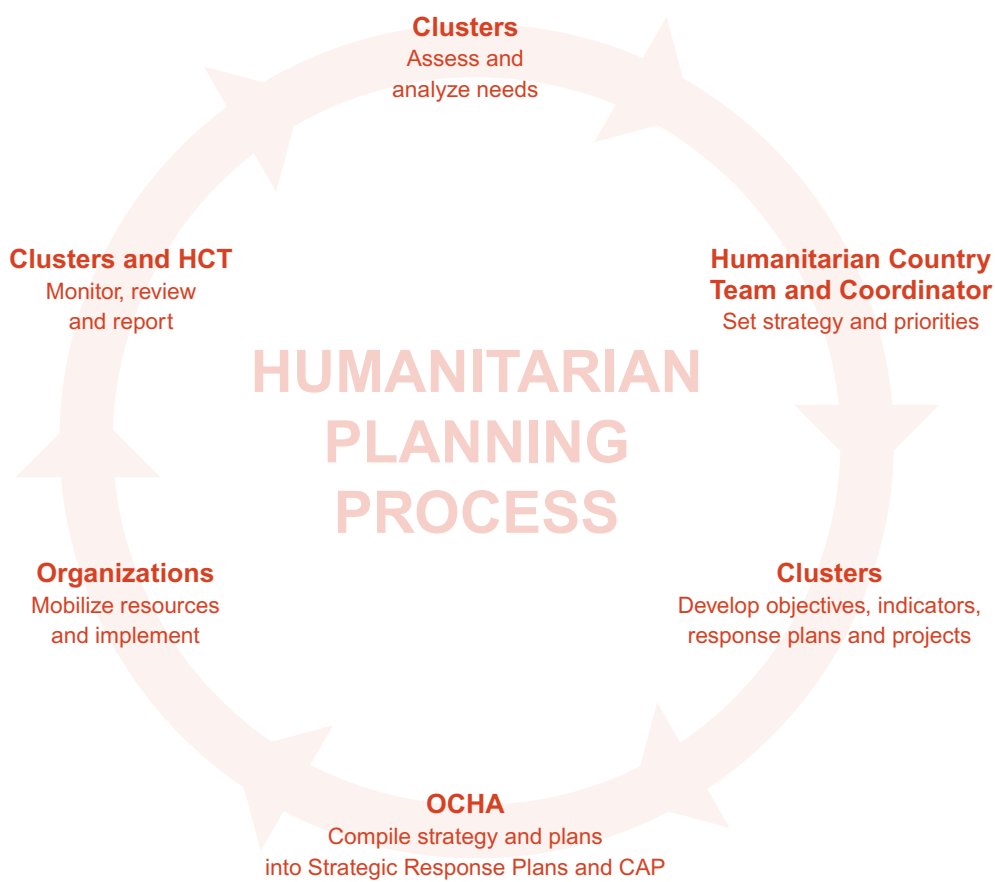 Clusters
Assess and
analyze needs
Humanitarian Country
Team and Coordinator
Set strategy and priorities
Clusters
Develop objectives, indicators,
response plans and projects
OCHA
Compile strategy and plans
into Strategic Response Plans and CAP
Organizations
Mobilize resources
and implement
Clusters and HCT
Monitor, review
and report
HUMANITARIAN
PLANNING
PROCESS